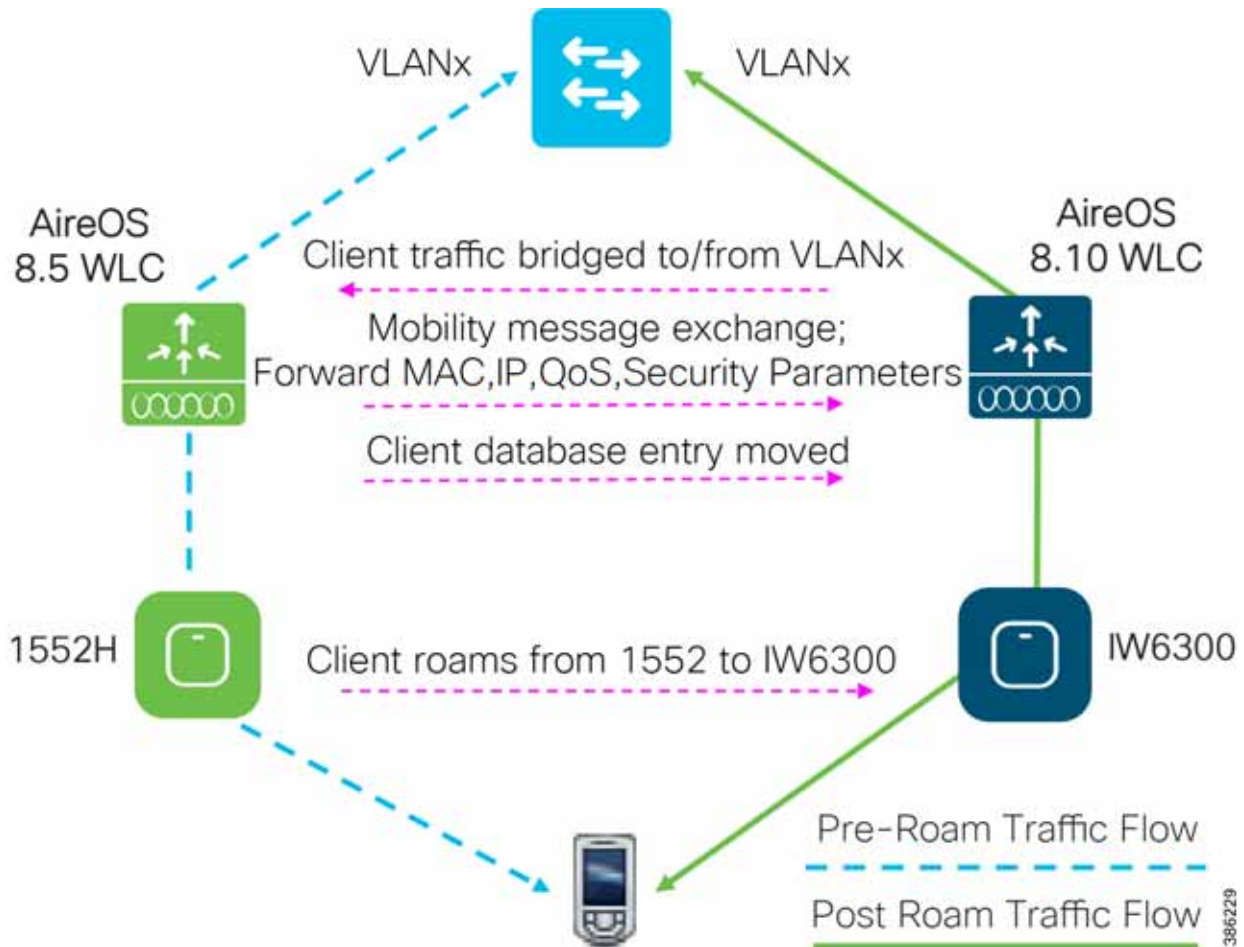 VLANx
VLANx
AireOS
8.5 WLC
AireOS
8.10 WLC
Client traffic bridged to/from VLANx
Mobility message exchange;
Forward MAC,IP,QoS,Security Parameters
Client database entry moved
1552H
Client roams from 1552 to IW6300
IW6300
Pre-Roam Traffic Flow
Post Roam Traffic Flow
386229